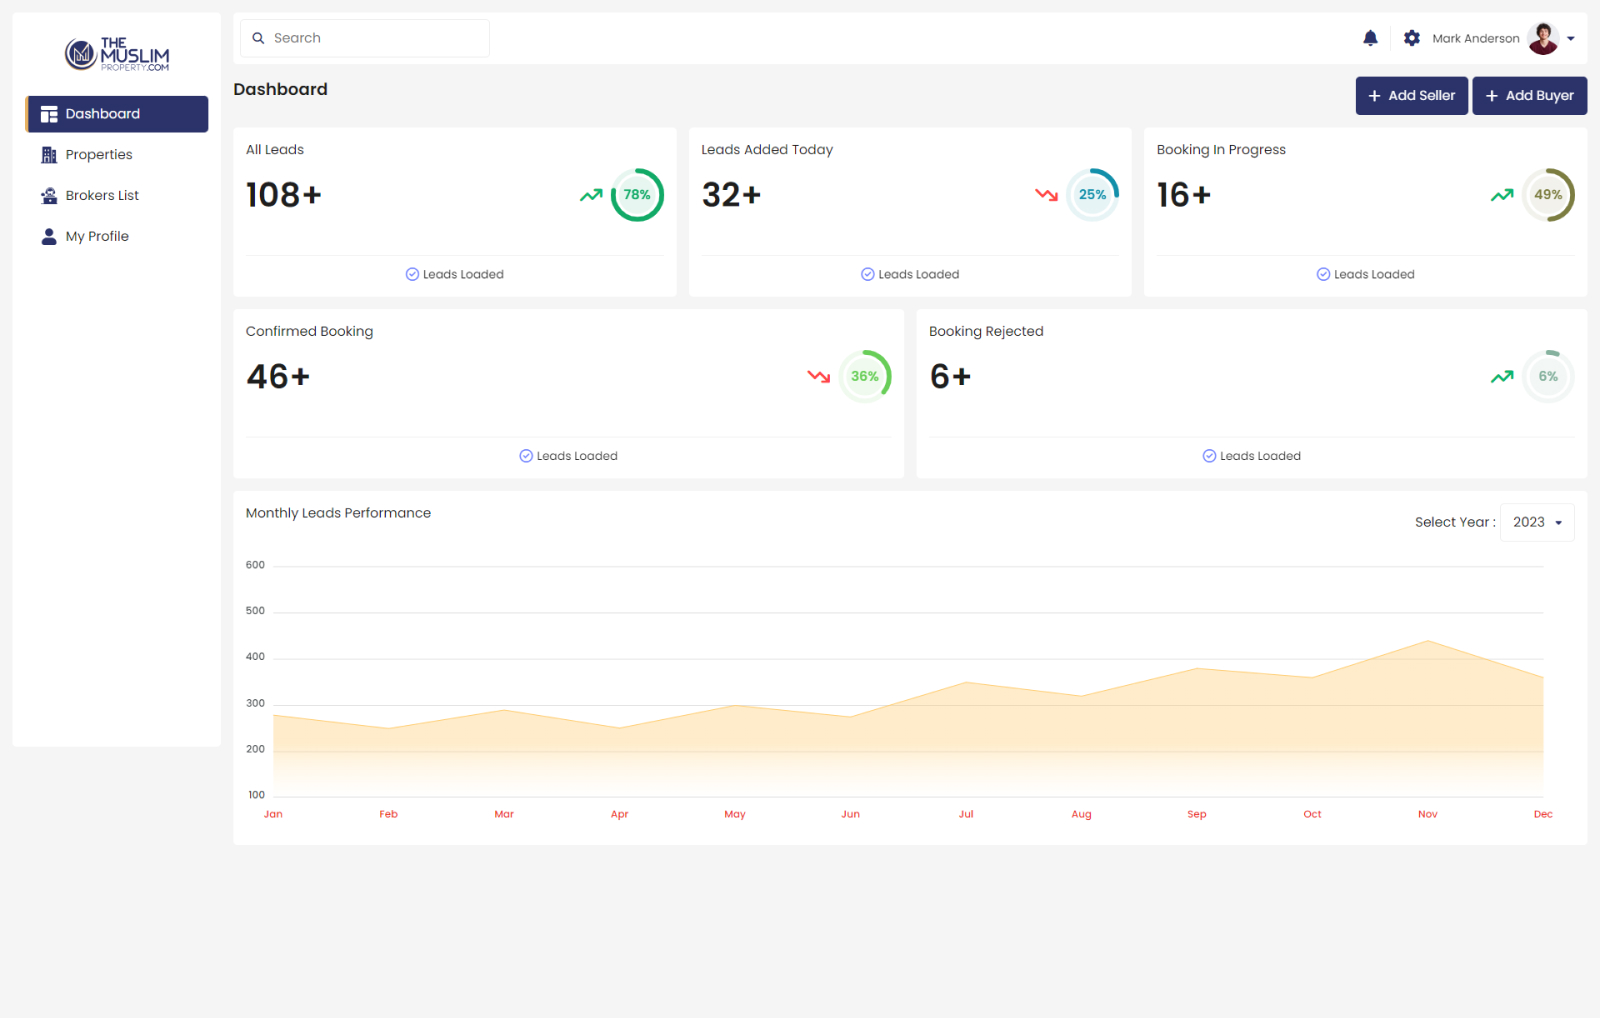 THE
MUSLIM
PROPERTY.COM
Dashboard
Properties
Brokers List
My Profile
Search
Mark Anderson
Dashboard
+ Add Seller
+ Add Buyer
All Leads
108+
78%
Leads Loaded
Leads Added Today
32+
25%
Leads Loaded
Booking In Progress
16+
49%
Leads Loaded
Confirmed Booking
46+
36%
Leads Loaded
Booking Rejected
6+
6%
Leads Loaded
Monthly Leads Performance
Select Year : 2023
600
500
400
300
200
100
Jan Feb Mar Apr May Jun Jul Aug Sep Oct Nov Dec